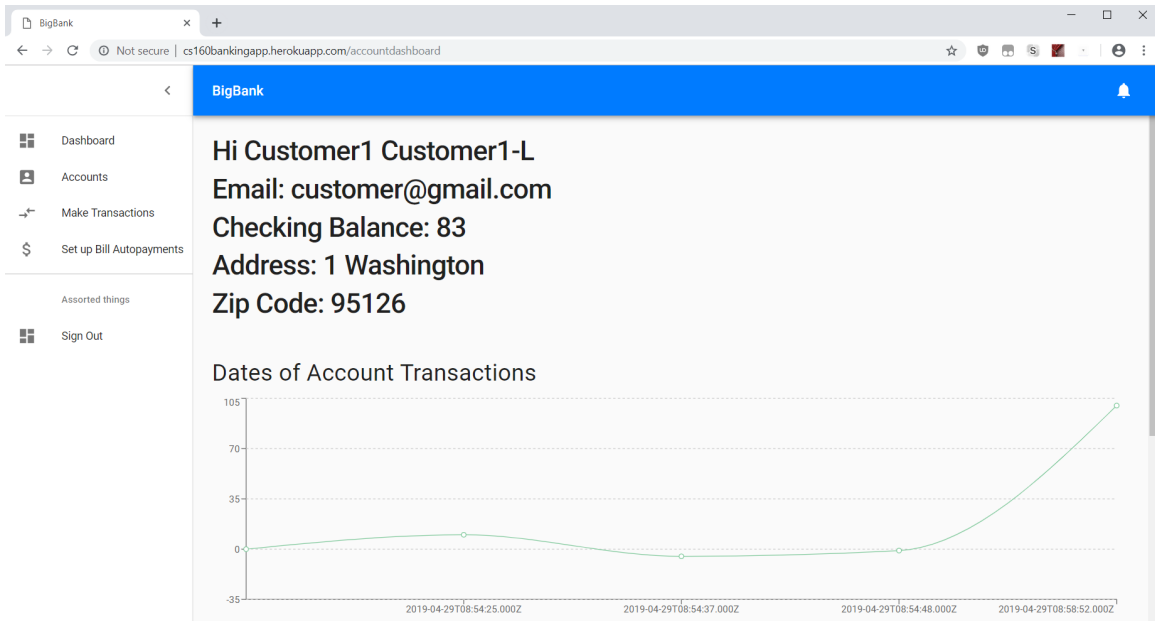 BigBank
Not secure | cs160bankingapp.herokuapp.com/accountdashboard
BigBank
Dashboard
Accounts
Make Transactions
Set up Bill Autopayments
Assorted things
Sign Out
Hi Customer1 Customer1-L
Email: customer@gmail.com
Checking Balance: 83
Address: 1 Washington
Zip Code: 95126
Dates of Account Transactions
105
70
35
0
-35
2019-04-29T08:54:25.000Z 2019-04-29T08:54:37.000Z 2019-04-29T08:54:48.000Z 2019-04-29T08:58:52.000Z